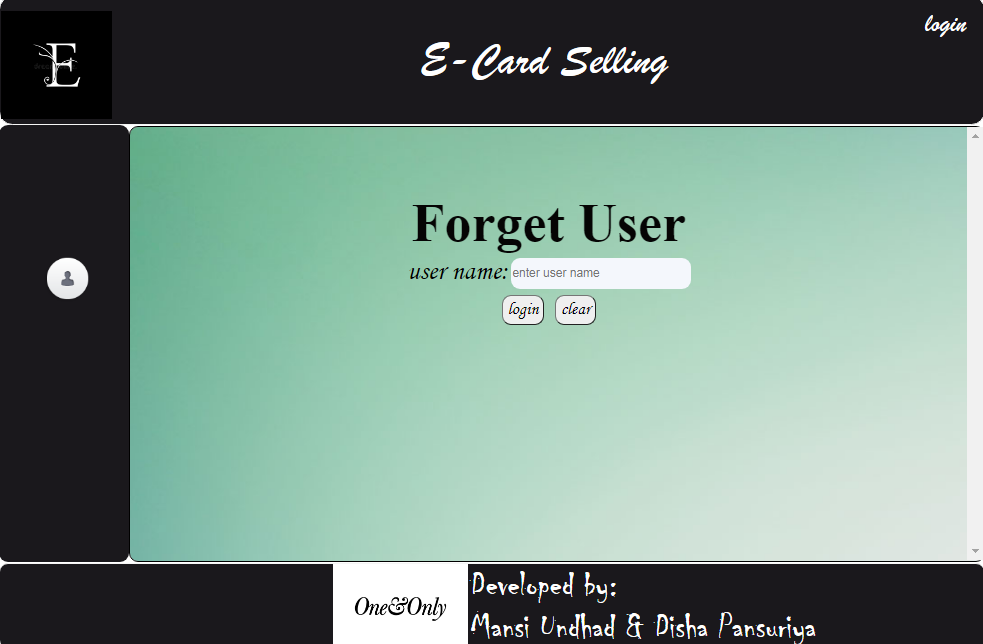 login
E
E-Card Selling
Forget User
user name: enter user name
login clear
One&Only
Developed by:
Mansi Undhad & Disha Pansuriya